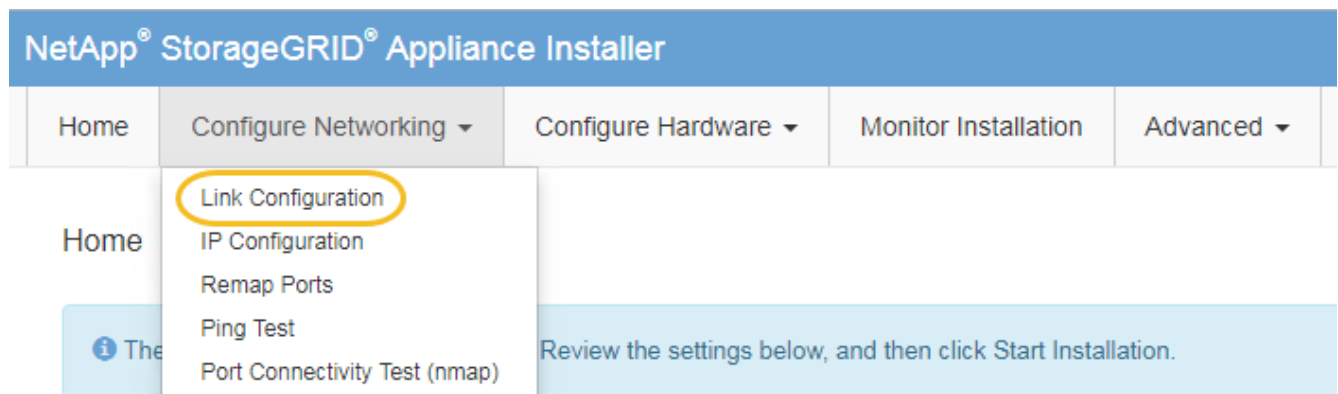 NetApp® StorageGRID® Appliance Installer
Home Configure Networking Configure Hardware Monitor Installation Advanced
Link Configuration
Home IP Configuration
Remap Ports
Ping Test
The Review the settings below, and then click Start Installation.
Port Connectivity Test (nmap)